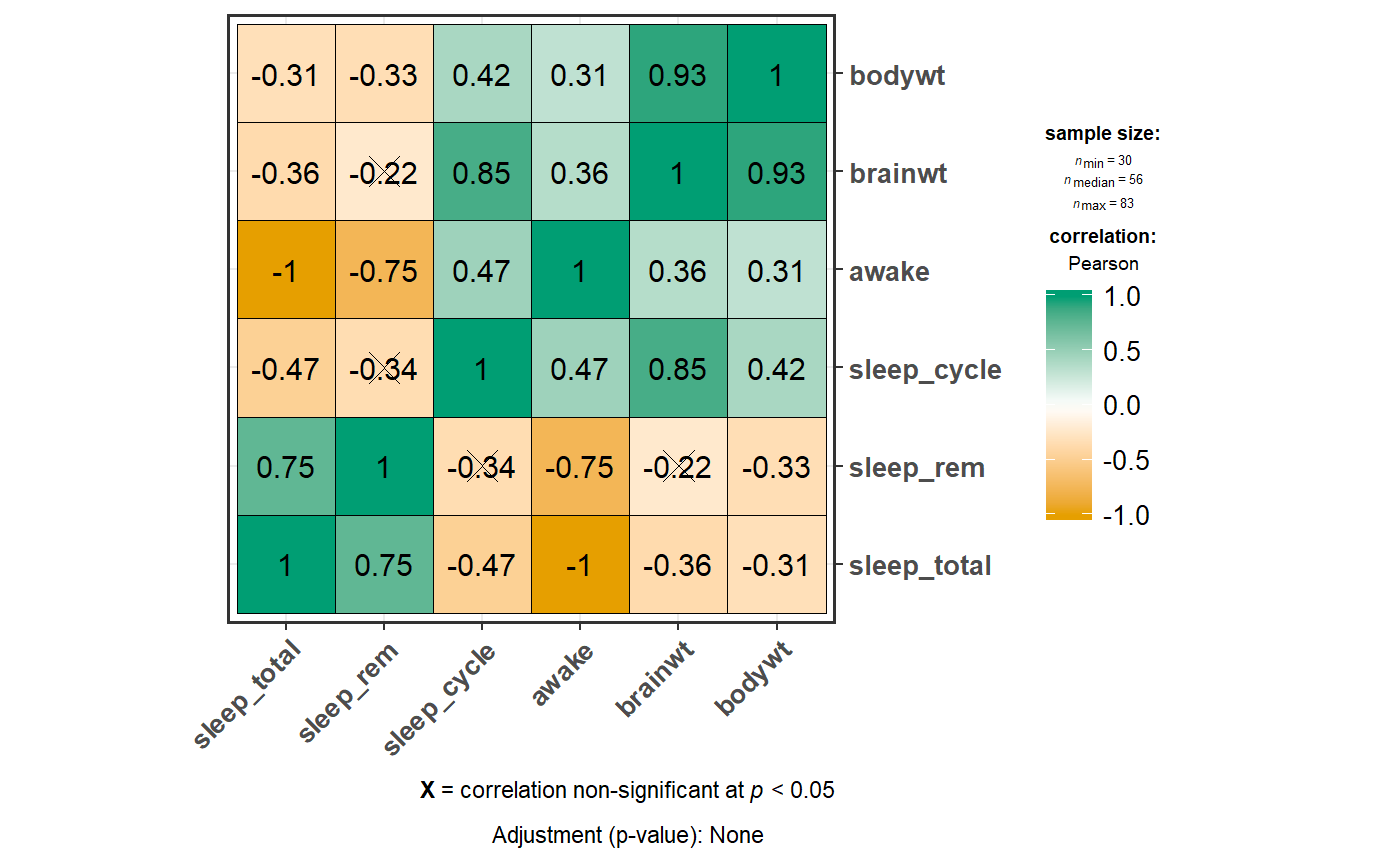 -0.31 -0.33 0.42 0.31 0.93 1 bodywt
-0.36 -0.22 0.85 0.36 1 0.93 brainwt
-1 -0.75 0.47 1 0.36 0.31 awake
-0.47 -0.34 1 0.47 0.85 0.42 sleep_cycle
0.75 1 -0.34 -0.75 -0.22 -0.33 sleep_rem
1 0.75 -0.47 -1 -0.36 -0.31 sleep_total
sleep_total sleep_rem sleep_cycle awake brainwt bodywt
sample size:
n min = 30
n median = 56
n max = 83
correlation:
Pearson
1.0
0.5
0.0
-0.5
-1.0
X = correlation non-significant at p < 0.05
Adjustment (p-value): None